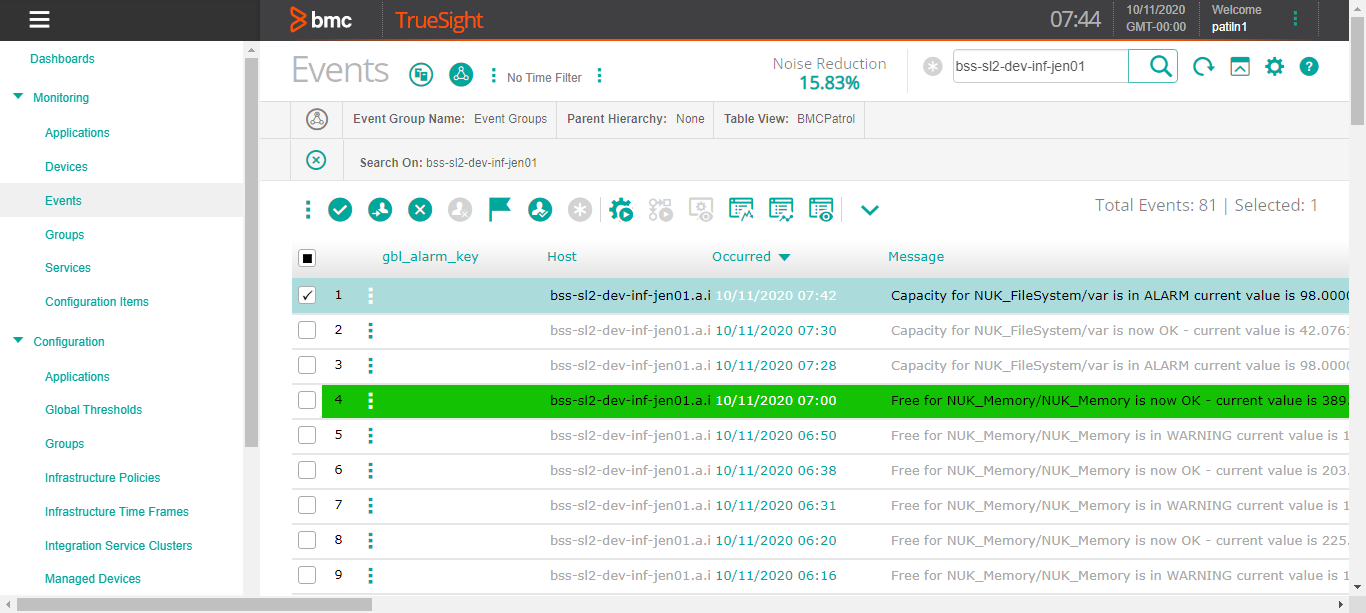 bmc TrueSight 07:44 10/11/2020 GMT-00:00 Welcome patiln1
Dashboards
Monitoring
Applications
Devices
Events
Groups
Services
Configuration Items
Configuration
Applications
Global Thresholds
Groups
Infrastructure Policies
Infrastructure Time Frames
Integration Service Clusters
Managed Devices
Events No Time Filter Noise Reduction 15.83% bss-sl2-dev-inf-jen01 ?
Event Group Name: Event Groups Parent Hierarchy: None Table View: BMCPatrol
Search On: bss-sl2-dev-inf-jen01
Total Events: 81 | Selected: 1
gbl_alarm_key Host Occurred Message
1 bss-sl2-dev-inf-jen01.a.i 10/11/2020 07:42 Capacity for NUK_FileSystem/var is in ALARM current value is 98.0000
2 bss-sl2-dev-inf-jen01.a.i 10/11/2020 07:30 Capacity for NUK_FileSystem/var is now OK - current value is 42.0761
3 bss-sl2-dev-inf-jen01.a.i 10/11/2020 07:28 Capacity for NUK_FileSystem/var is in ALARM current value is 98.0000
4 bss-sl2-dev-inf-jen01.a.i 10/11/2020 07:00 Free for NUK_Memory/NUK_Memory is now OK - current value is 389.
5 bss-sl2-dev-inf-jen01.a.i 10/11/2020 06:50 Free for NUK_Memory/NUK_Memory is in WARNING current value is 1
6 bss-sl2-dev-inf-jen01.a.i 10/11/2020 06:38 Free for NUK_Memory/NUK_Memory is now OK - current value is 203.
7 bss-sl2-dev-inf-jen01.a.i 10/11/2020 06:31 Free for NUK_Memory/NUK_Memory is in WARNING current value is 1
8 bss-sl2-dev-inf-jen01.a.i 10/11/2020 06:20 Free for NUK_Memory/NUK_Memory is now OK - current value is 225.
9 bss-sl2-dev-inf-jen01.a.i 10/11/2020 06:16 Free for NUK_Memory/NUK_Memory is in WARNING current value is 1